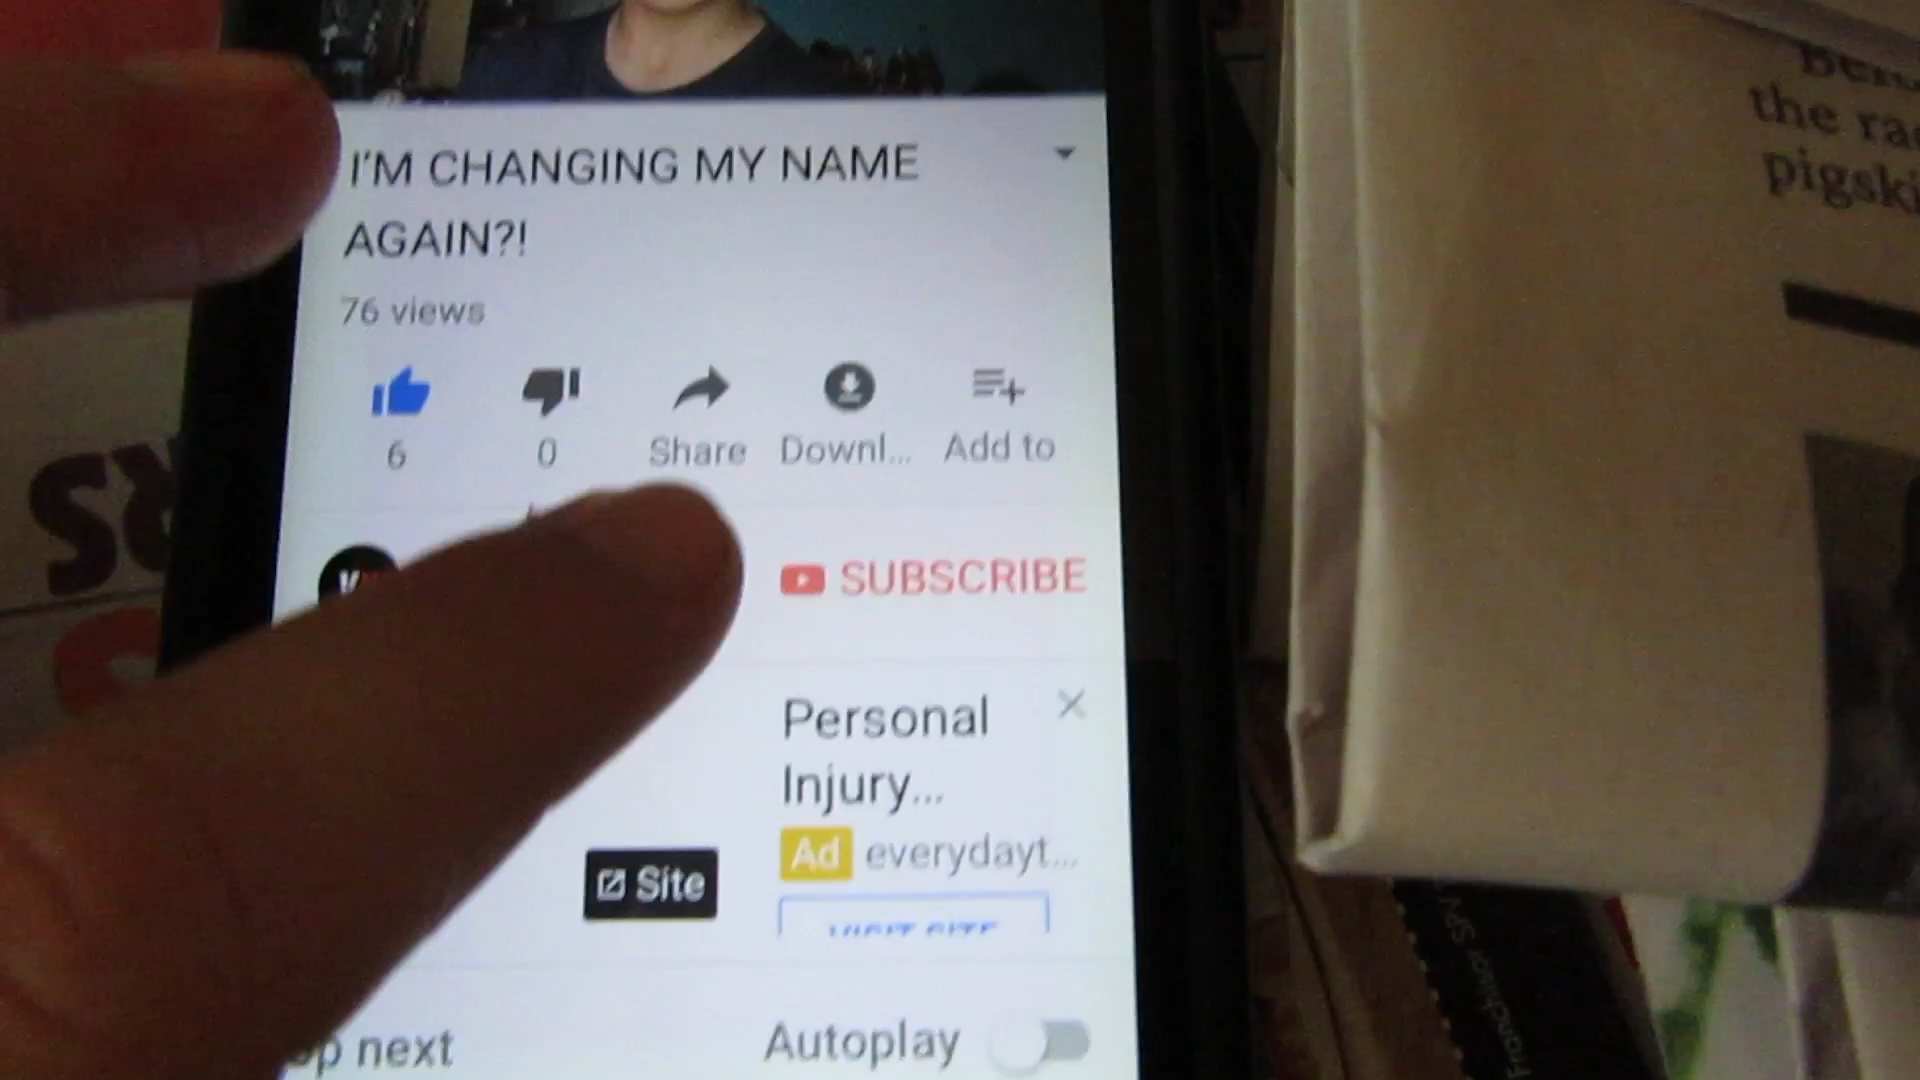 I'M CHANGING MY NAME
AGAIN?!
76 views
6
0
Share
Downl...
Add to
SUBSCRIBE
Personal
Injury...
Ad everydayt...
Site
next
Autoplay
the